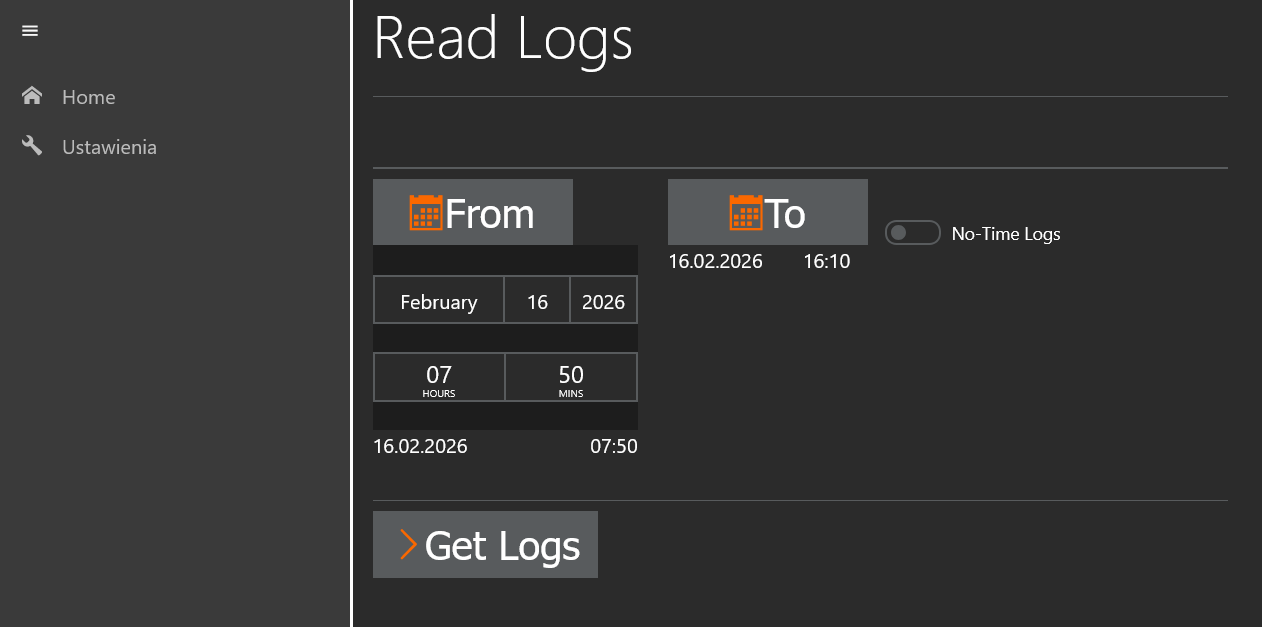 Read Logs
Home
Ustawienia
From
February 16 2026
07 50
HOURS MINS
16.02.2026 07:50
To
16.02.2026 16:10
No-Time Logs
Get Logs